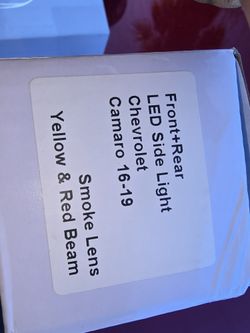 Front+Rear
LED Side Light
Chevrolet
Camaro 16-19
Smoke Lens
Yellow & Red Beam